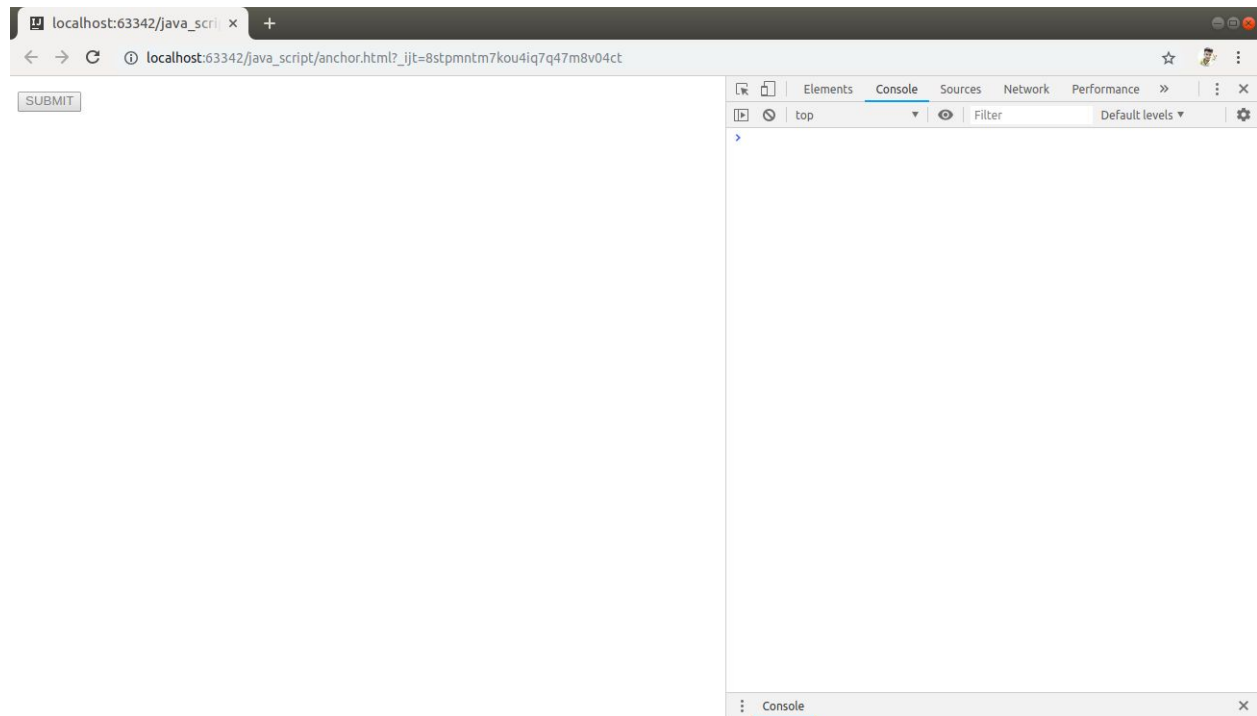 localhost:63342/java_scri
localhost:63342/java_script/anchor.html?_ijt=8stpmntm7kou4iq7q47m8v04ct
SUBMIT
Elements Console Sources Network Performance »
top Filter Default levels
Console